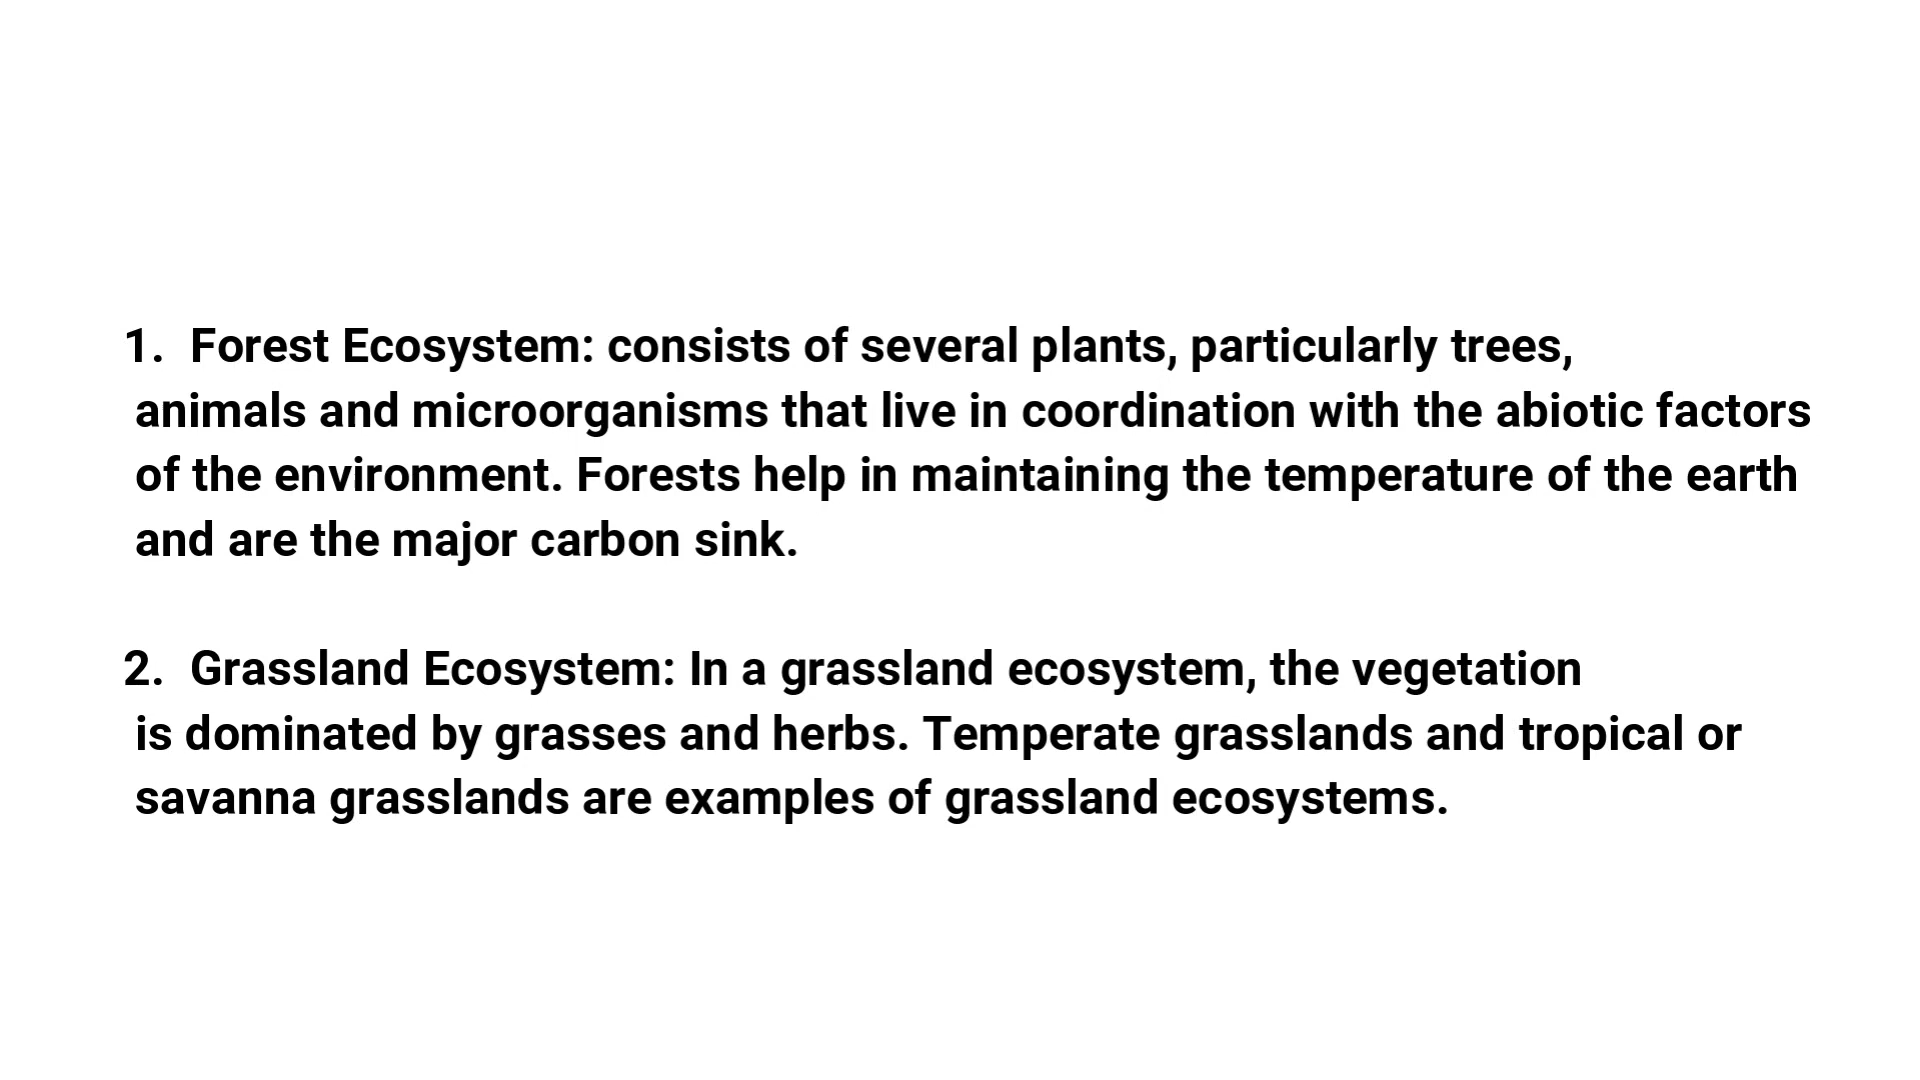 1. Forest Ecosystem: consists of several plants, particularly trees,
animals and microorganisms that live in coordination with the abiotic factors
of the environment. Forests help in maintaining the temperature of the earth
and are the major carbon sink.
2. Grassland Ecosystem: In a grassland ecosystem, the vegetation
is dominated by grasses and herbs. Temperate grasslands and tropical or
savanna grasslands are examples of grassland ecosystems.